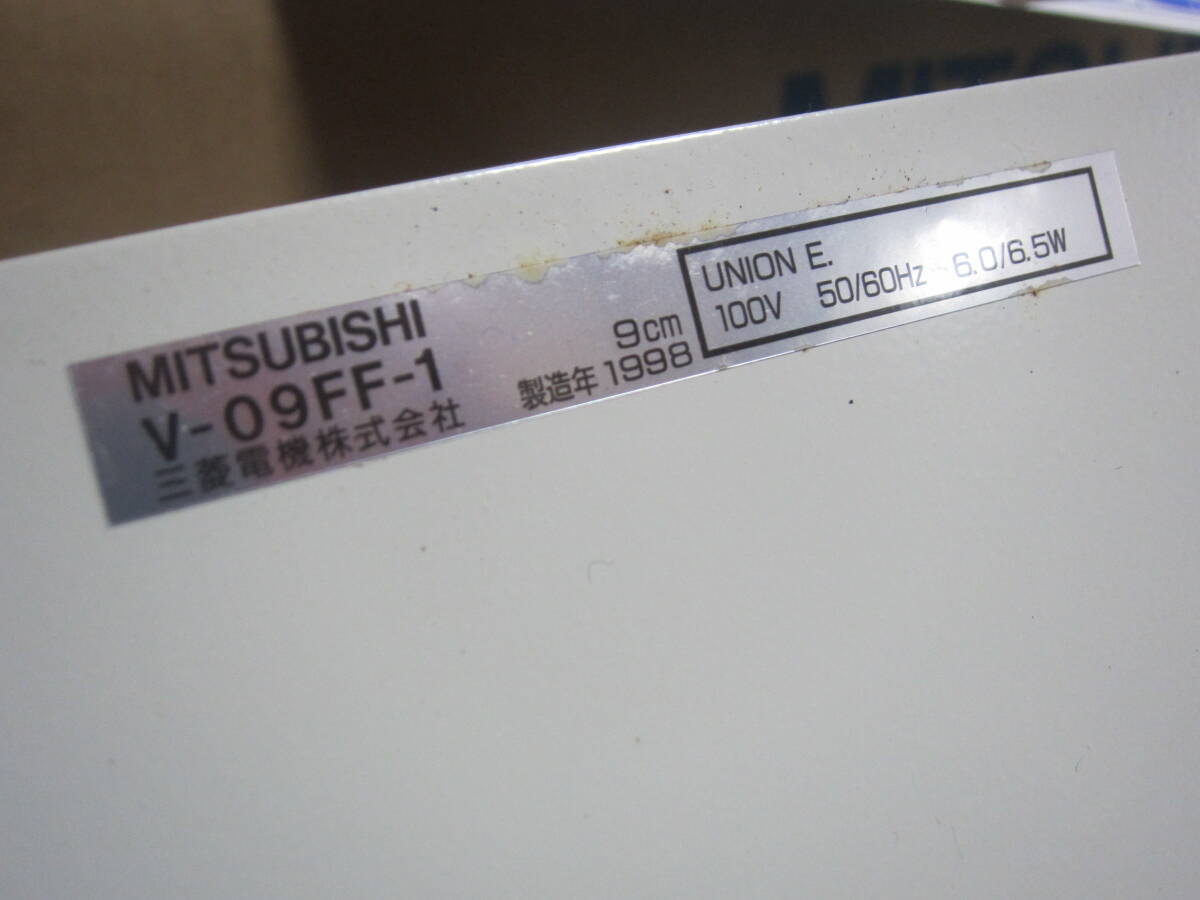 MITSUBISHI
V-09FF-1
三菱電機株式会社
9cm
製造年 1998
UNION E.
100V 50/60Hz 6.0/6.5W